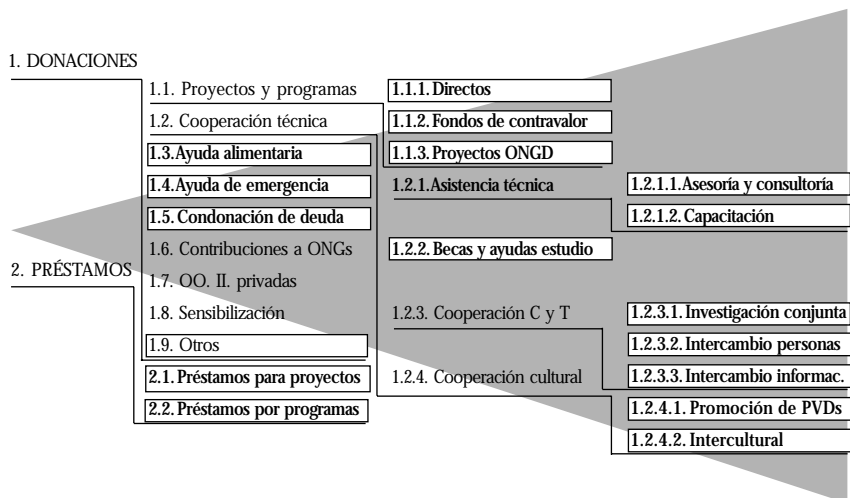 1. DONACIONES
1.1. Proyectos y programas
1.2. Cooperación técnica
1.3. Ayuda alimentaria
1.4. Ayuda de emergencia
1.5. Condonación de deuda
1.6. Contribuciones a ONGs
1.7. OO. II. privadas
1.8. Sensibilización
1.9. Otros
2. PRÉSTAMOS
2.1. Préstamos para proyectos
2.2. Préstamos por programas
1.1.1. Directos
1.1.2. Fondos de contravalor
1.1.3. Proyectos ONGD
1.2.1. Asistencia técnica
1.2.2. Becas y ayudas estudio
1.2.3. Cooperación C y T
1.2.4. Cooperación cultural
1.2.1.1. Asesoría y consultoría
1.2.1.2. Capacitación
1.2.3.1. Investigación conjunta
1.2.3.2. Intercambio personas
1.2.3.3. Intercambio informac.
1.2.4.1. Promoción de PVDs
1.2.4.2. Intercultural